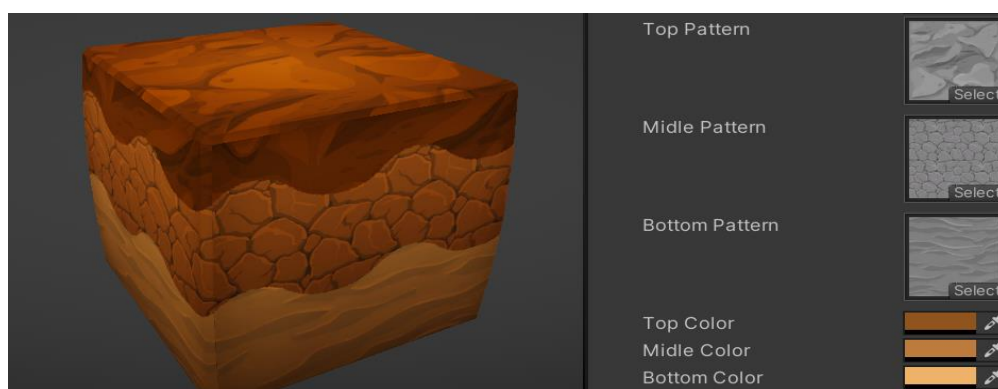 Top Pattern
Select
Midle Pattern
Select
Bottom Pattern
Select
Top Color
Midle Color
Bottom Color